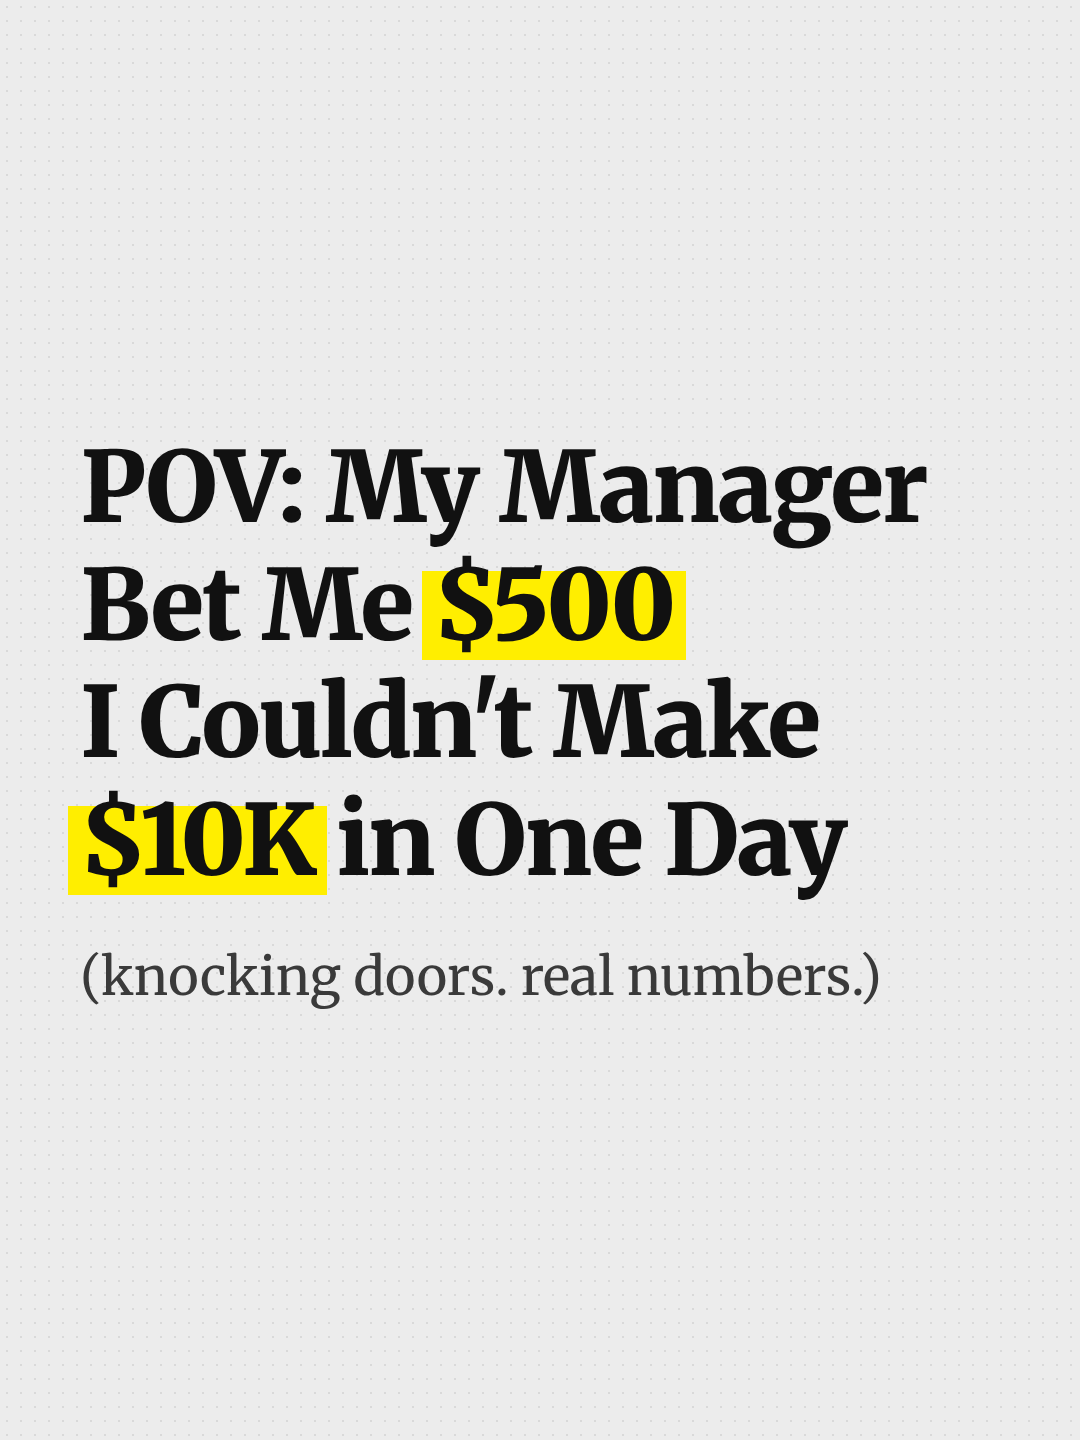 POV: My Manager
Bet Me $500
I Couldn't Make
$10K in One Day
(knocking doors. real numbers.)